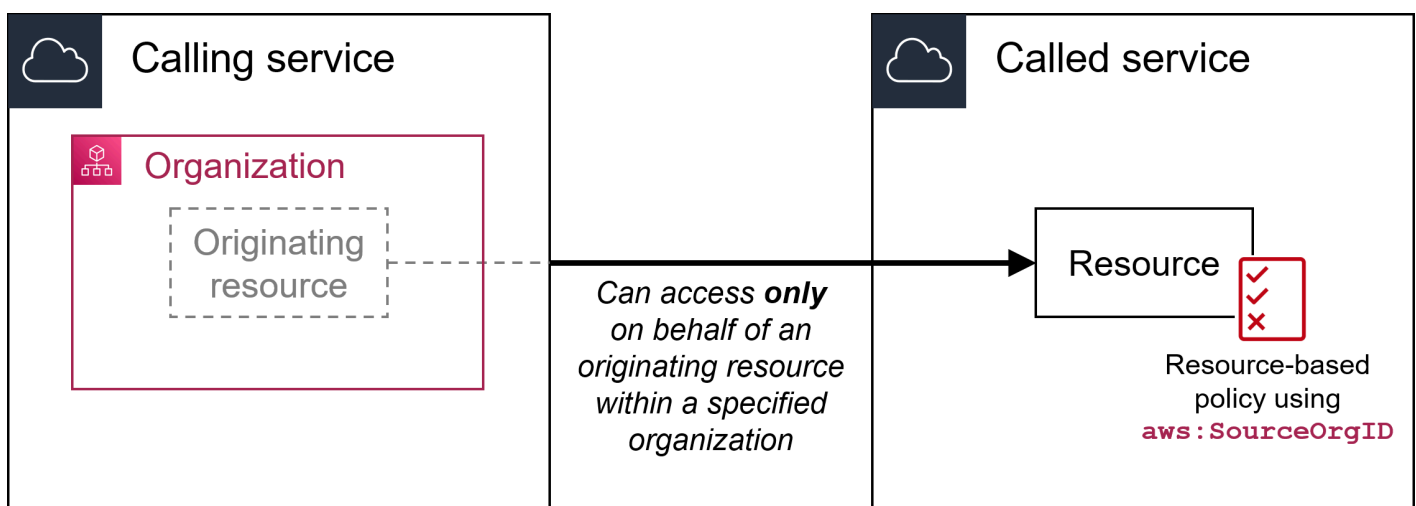 Calling service
Called service
Organization
Originating
resource
Can access only
on behalf of an
originating resource
within a specified
organization
Resource
Resource-based
policy using
aws:SourceOrgID